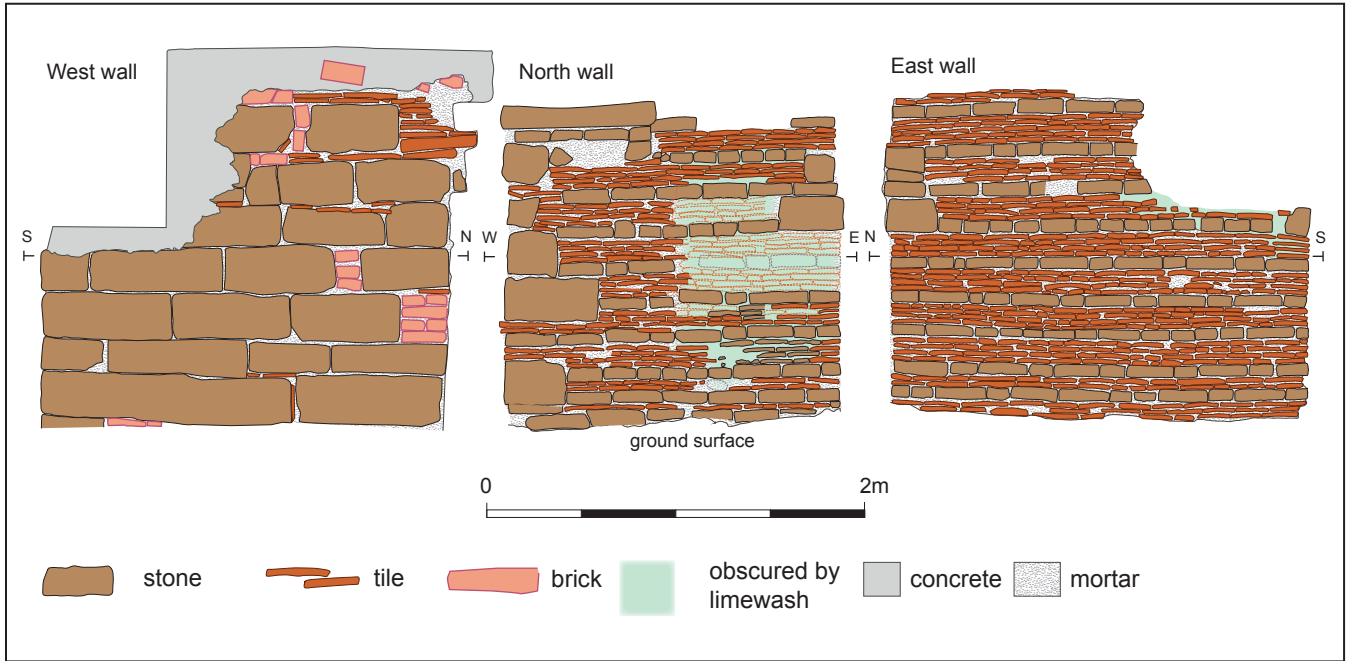 West wall
North wall
East wall
S
N
W
E
N
S
ground surface
0
2m
stone
tile
brick
obscured by
limewash
concrete
mortar